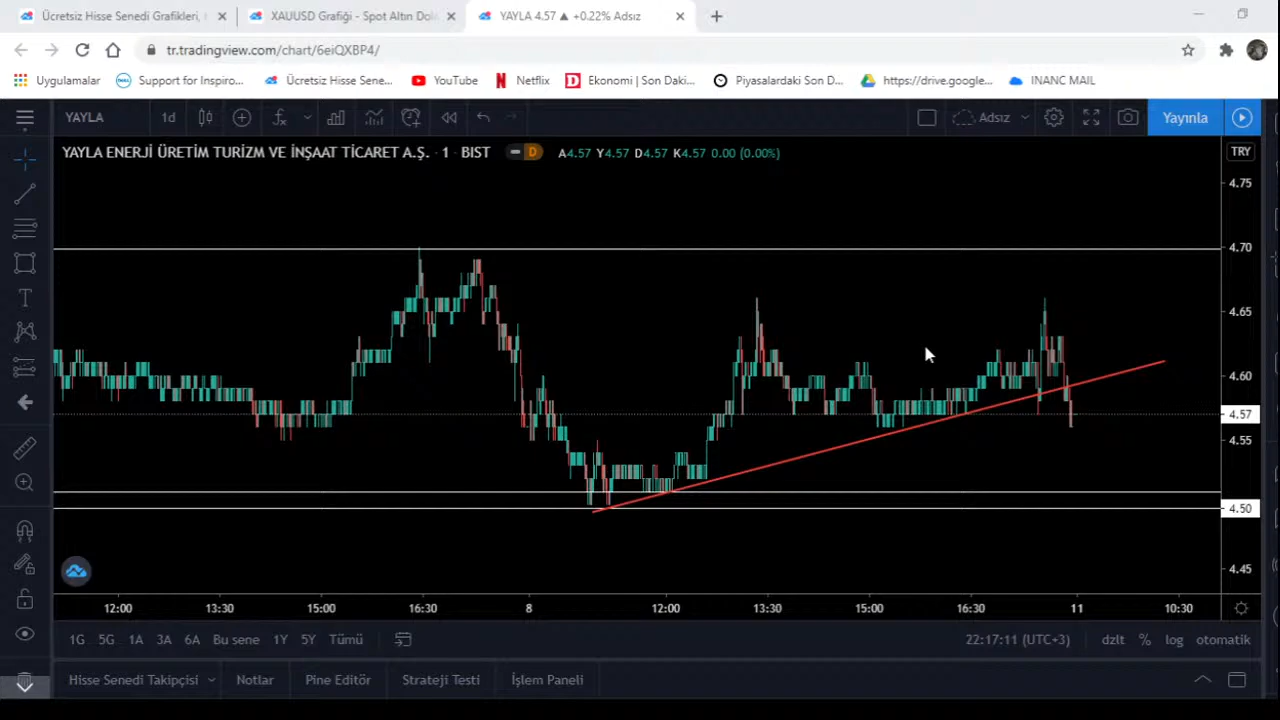 Ücretsiz Hisse Senedi Grafikleri, XAUUSD Grafiği - Spot Altın Dol YAYLA 4.57 ▲ +0.22% Adsız
tr.tradingview.com/chart/6eiQXBP4/
Uygulamalar Support for Inspiro... Ücretsiz Hisse Sene... YouTube Netflix Ekonomi | Son Daki... Piyasalardaki Son D... https://drive.google... INANC MAIL
YAYLA 1d Adsız Yayınla
YAYLA ENERJİ ÜRETİM TURİZM VE İNŞAAT TİCARET A.Ş. · 1 · BIST D A4.57 Y4.57 D4.57 K4.57 0.00 (0.00%) TRY
4.75
4.70
4.65
4.60
4.57
4.55
4.50
4.45
12:00 13:30 15:00 16:30 8 12:00 13:30 15:00 16:30 11 10:30
1G 5G 1A 3A 6A Bu sene 1Y 5Y Tümü 22:17:11 (UTC+3) dzlt % log otomatik
Hisse Senedi Takipçisi Notlar Pine Editör Strateji Testi İşlem Paneli